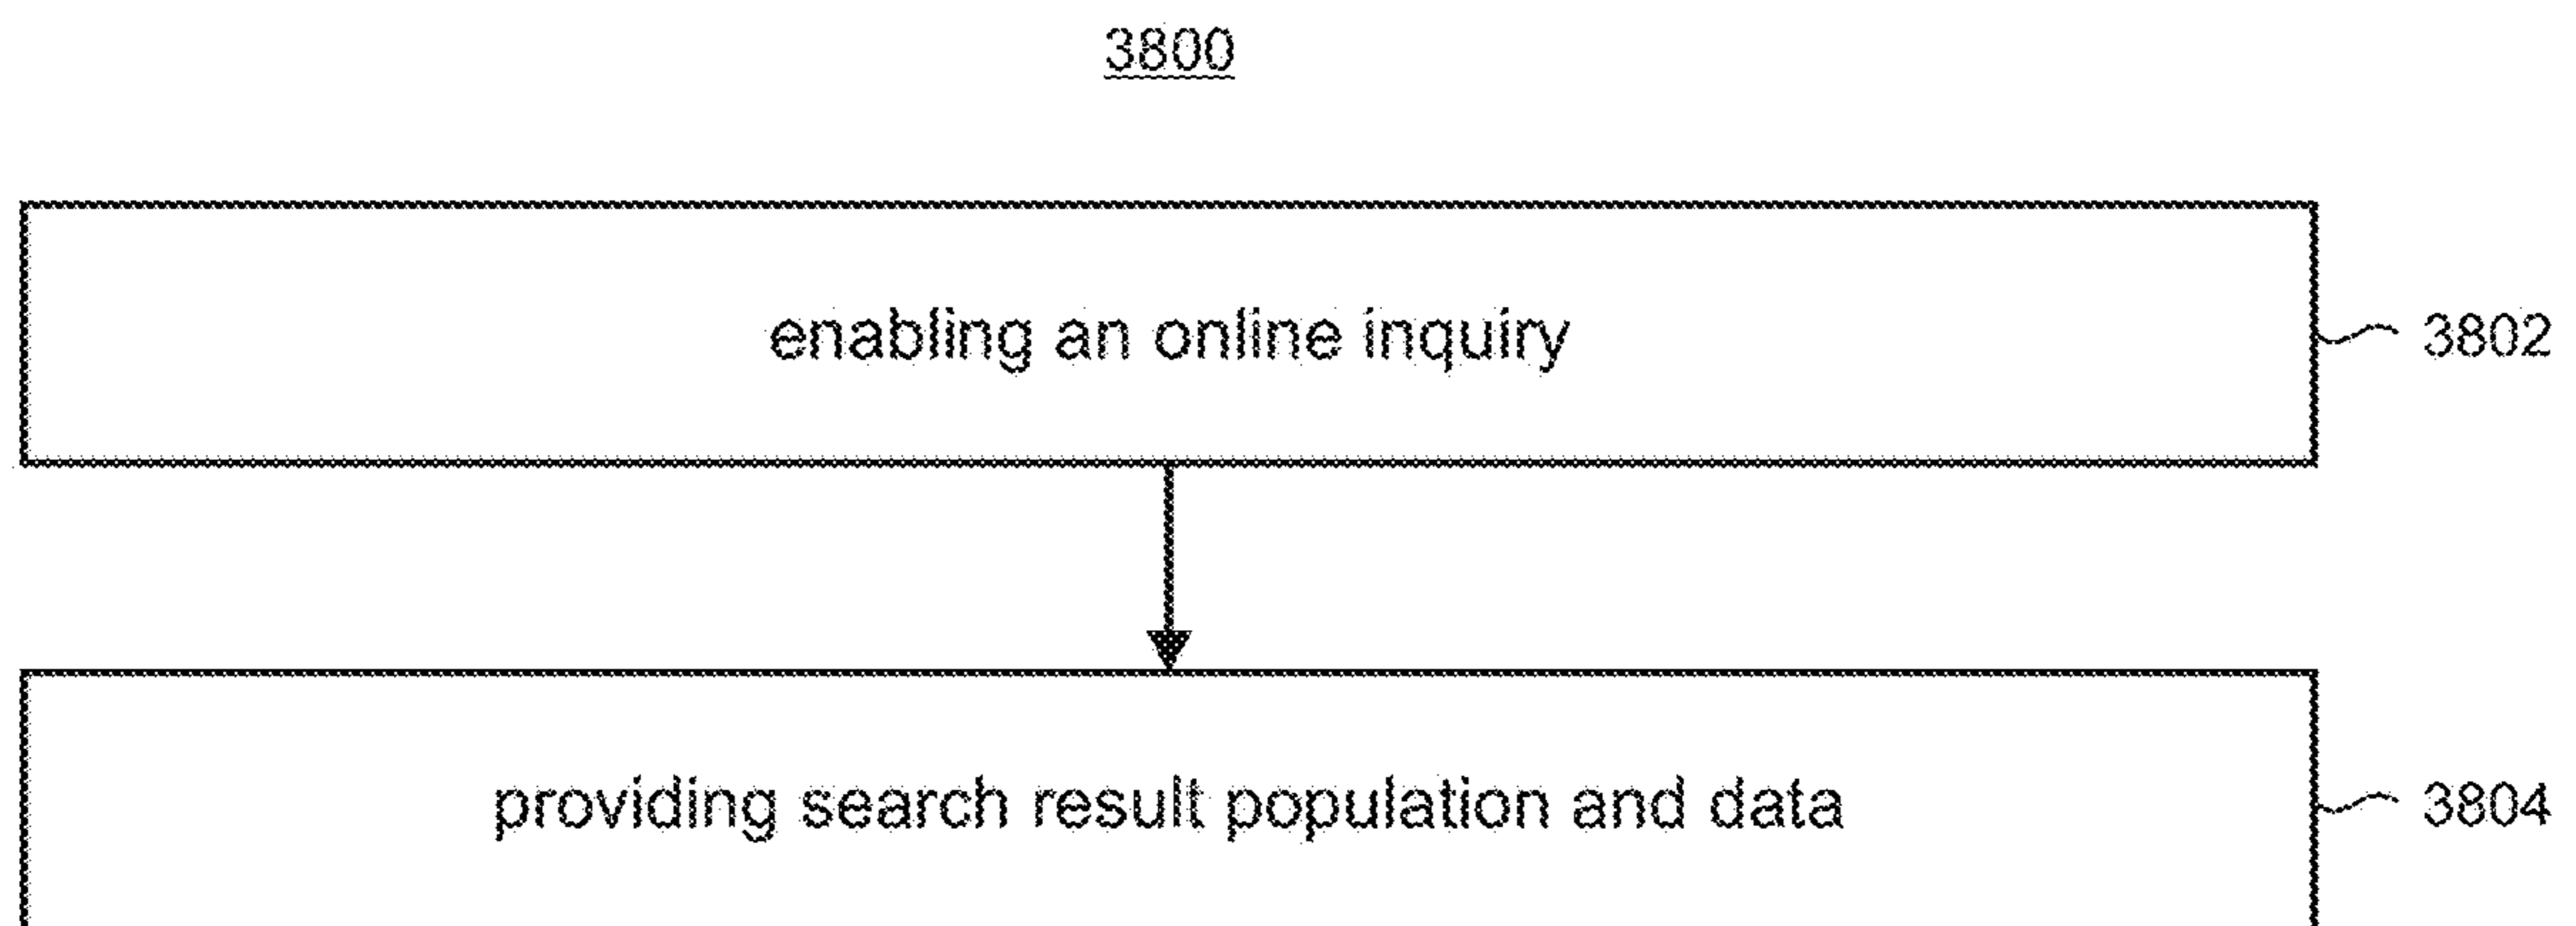 3800
enabling an online inquiry
3802
providing search result population and data
3804